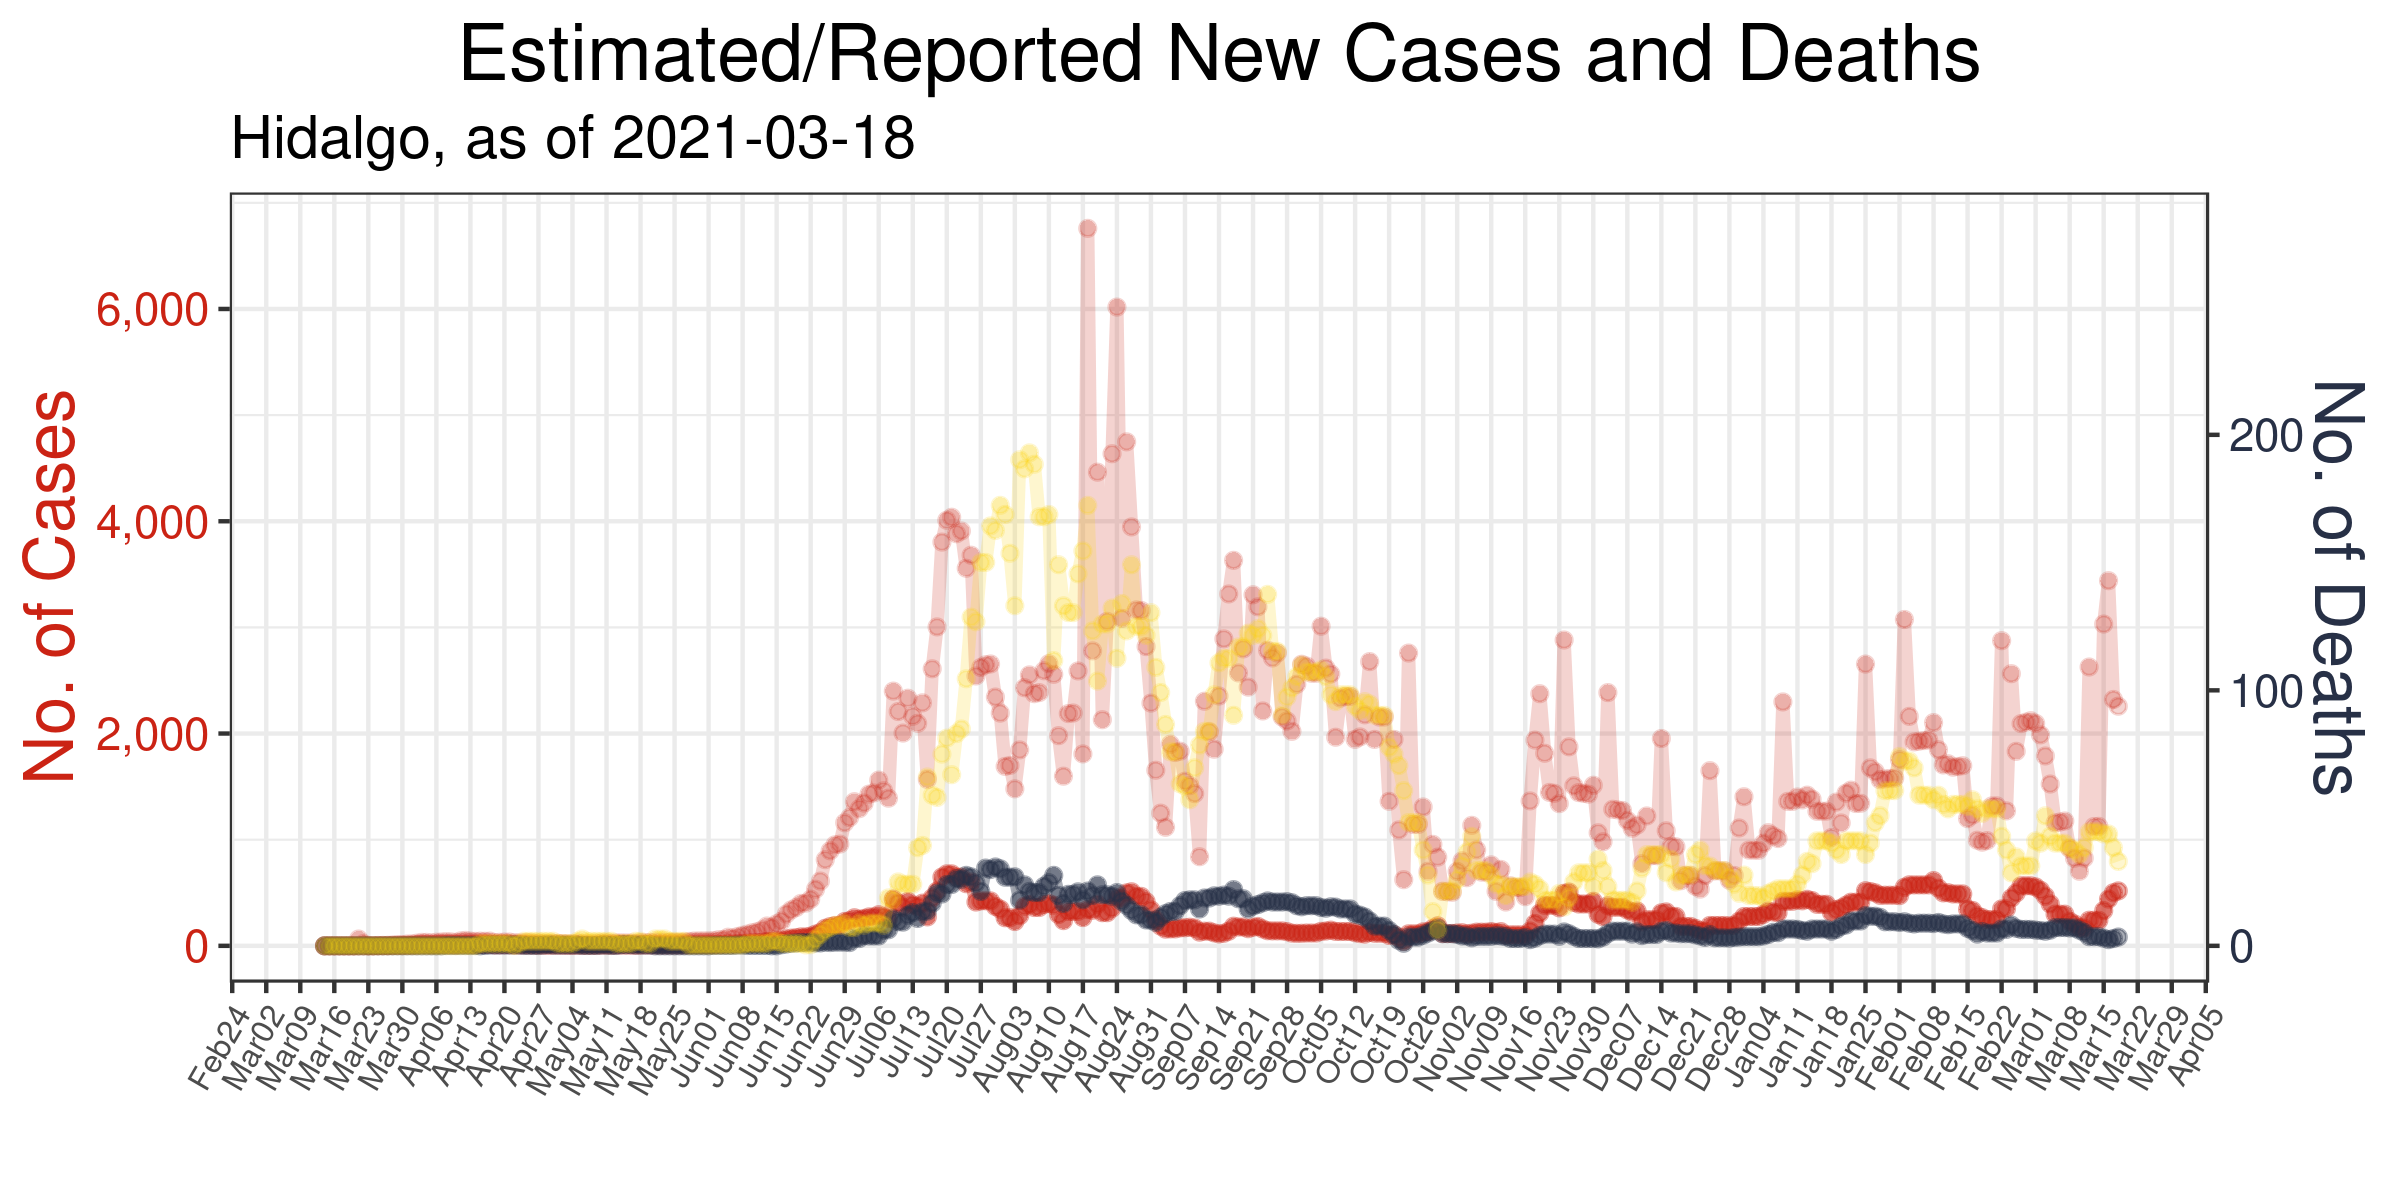 Estimated/Reported New Cases and Deaths
Hidalgo, as of 2021-03-18
No. of Cases
6,000
4,000
2,000
0
No. of Deaths
200
100
0
Feb24
Mar02
Mar09
Mar16
Mar23
Mar30
Apr06
Apr13
Apr20
Apr27
May04
May11
May18
May25
Jun01
Jun08
Jun15
Jun22
Jun29
Jul06
Jul13
Jul20
Jul27
Aug03
Aug10
Aug17
Aug24
Aug31
Sep07
Sep14
Sep21
Sep28
Oct05
Oct12
Oct19
Oct26
Nov02
Nov09
Nov16
Nov23
Nov30
Dec07
Dec14
Dec21
Dec28
Dec04
Jan11
Jan18
Jan25
Feb01
Feb08
Feb15
Feb22
Mar01
Mar08
Mar15
Mar22
Mar29
Apr05